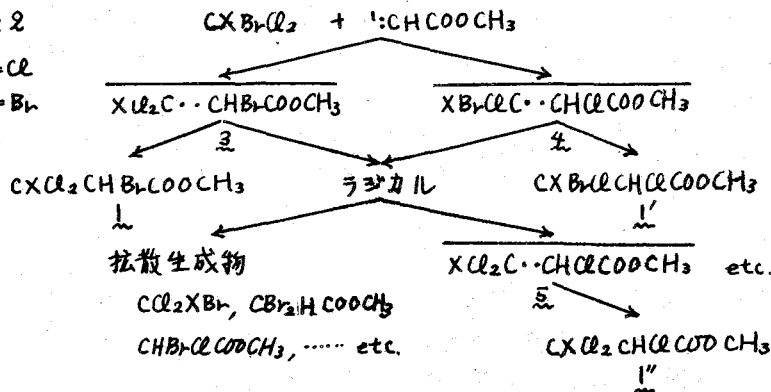 2 CXBrCl2 + ¹:CHCOOCH3
=Cl
=Br XCl2C··CHBrCOOCH3 XBrClC··CHClCOOCH3
3 4
CXCl2CHBrCOOCH3 ラジカル CXBrClCHClCOOCH3
1 1'
拡散生成物 XCl2C··CHClCOOCH3 etc.
CCl2XBr, CBr2HCOOCH3 5
CHBrClCOOCH3, ······ etc. CXCl2CHClCOOCH3
1''